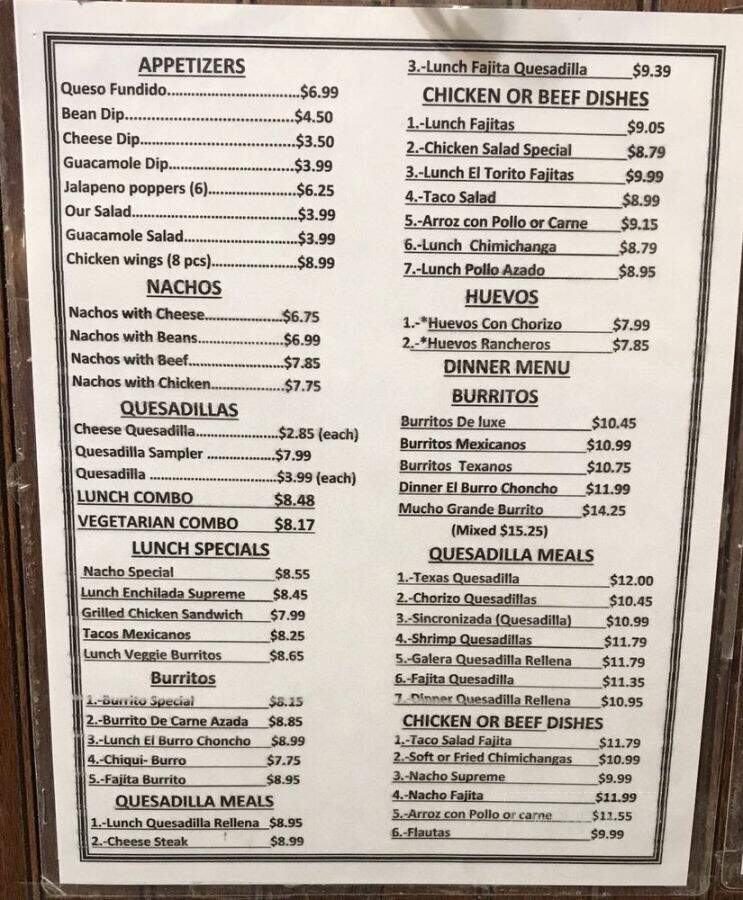 APPETIZERS
Queso Fundido..............................$6.99
Bean Dip......................................$4.50
Cheese Dip...................................$3.50
Guacamole Dip............................$3.99
Jalapeno poppers (6)....................$6.25
Our Salad.....................................$3.99
Guacamole Salad.........................$3.99
Chicken wings (8 pcs)...................$8.99
NACHOS
Nachos with Cheese..................$6.75
Nachos with Beans....................$6.99
Nachos with Beef......................$7.85
Nachos with Chicken.................$7.75
QUESADILLAS
Cheese Quesadilla....................$2.85 (each)
Quesadilla Sampler .................$7.99
Quesadilla ..............................$3.99 (each)
LUNCH COMBO $8.48
VEGETARIAN COMBO $8.17
LUNCH SPECIALS
Nacho Special $8.55
Lunch Enchilada Supreme $8.45
Grilled Chicken Sandwich $7.99
Tacos Mexicanos $8.25
Lunch Veggie Burritos $8.65
Burritos
1.-Burrito Special $8.15
2.-Burrito De Carne Azada $8.85
3.-Lunch El Burro Choncho $8.99
4.-Chiqui- Burro $7.75
5.-Fajita Burrito $8.95
QUESADILLA MEALS
1.-Lunch Quesadilla Rellena $8.95
2.-Cheese Steak $8.99
3.-Lunch Fajita Quesadilla $9.39
CHICKEN OR BEEF DISHES
1.-Lunch Fajitas $9.05
2.-Chicken Salad Special $8.79
3.-Lunch El Torito Fajitas $9.99
4.-Taco Salad $8.99
5.-Arroz con Pollo or Carne $9.15
6.-Lunch Chimichanga $8.79
7.-Lunch Pollo Azado $8.95
HUEVOS
1.-*Huevos Con Chorizo $7.99
2.-*Huevos Rancheros $7.85
DINNER MENU
BURRITOS
Burritos De luxe $10.45
Burritos Mexicanos $10.99
Burritos Texanos $10.75
Dinner El Burro Choncho $11.99
Mucho Grande Burrito $14.25
(Mixed $15.25)
QUESADILLA MEALS
1.-Texas Quesadilla $12.00
2.-Chorizo Quesadillas $10.45
3.-Sincronizada (Quesadilla) $10.99
4.-Shrimp Quesadillas $11.79
5.-Galera Quesadilla Rellena $11.79
6.-Fajita Quesadilla $11.35
7.-Dinner Quesadilla Rellena $10.95
CHICKEN OR BEEF DISHES
1.-Taco Salad Fajita $11.79
2.-Soft or Fried Chimichangas $10.99
3.-Nacho Supreme $9.99
4.-Nacho Fajita $11.99
5.-Arroz con Pollo or carne $11.55
6.-Flautas $9.99